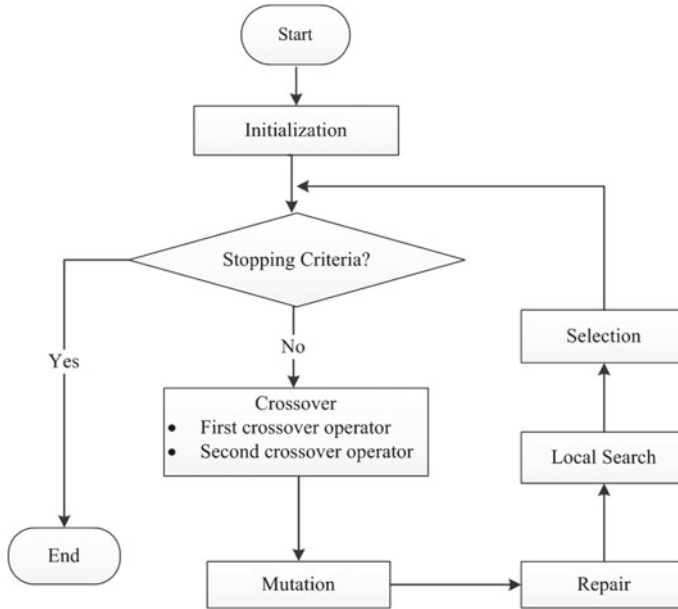 Start
Initialization
Stopping Criteria?
Yes
No
Selection
Crossover
• First crossover operator
• Second crossover operator
Local Search
End
Mutation
Repair